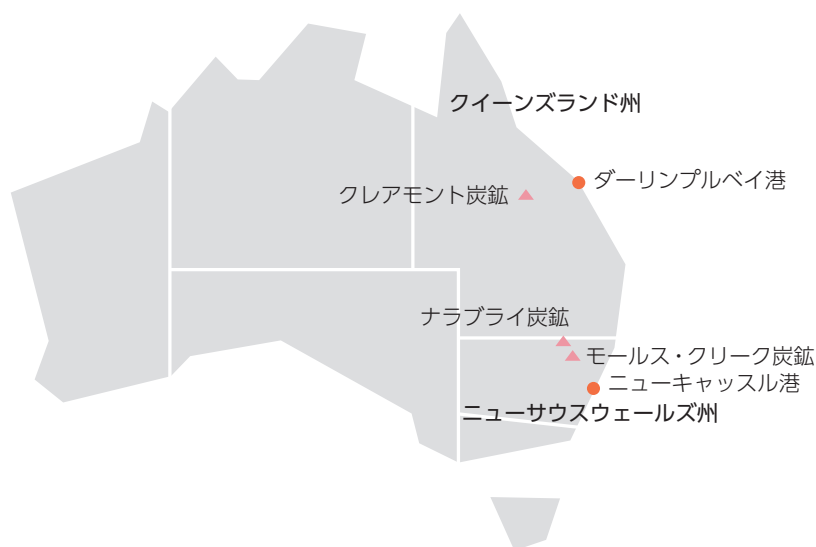 クイーンズランド州
ダーリンプルベイ港
クレアモント炭鉱
ナラブライ炭鉱
モールス・クリーク炭鉱
ニューキャッスル港
ニューサウスウェールズ州